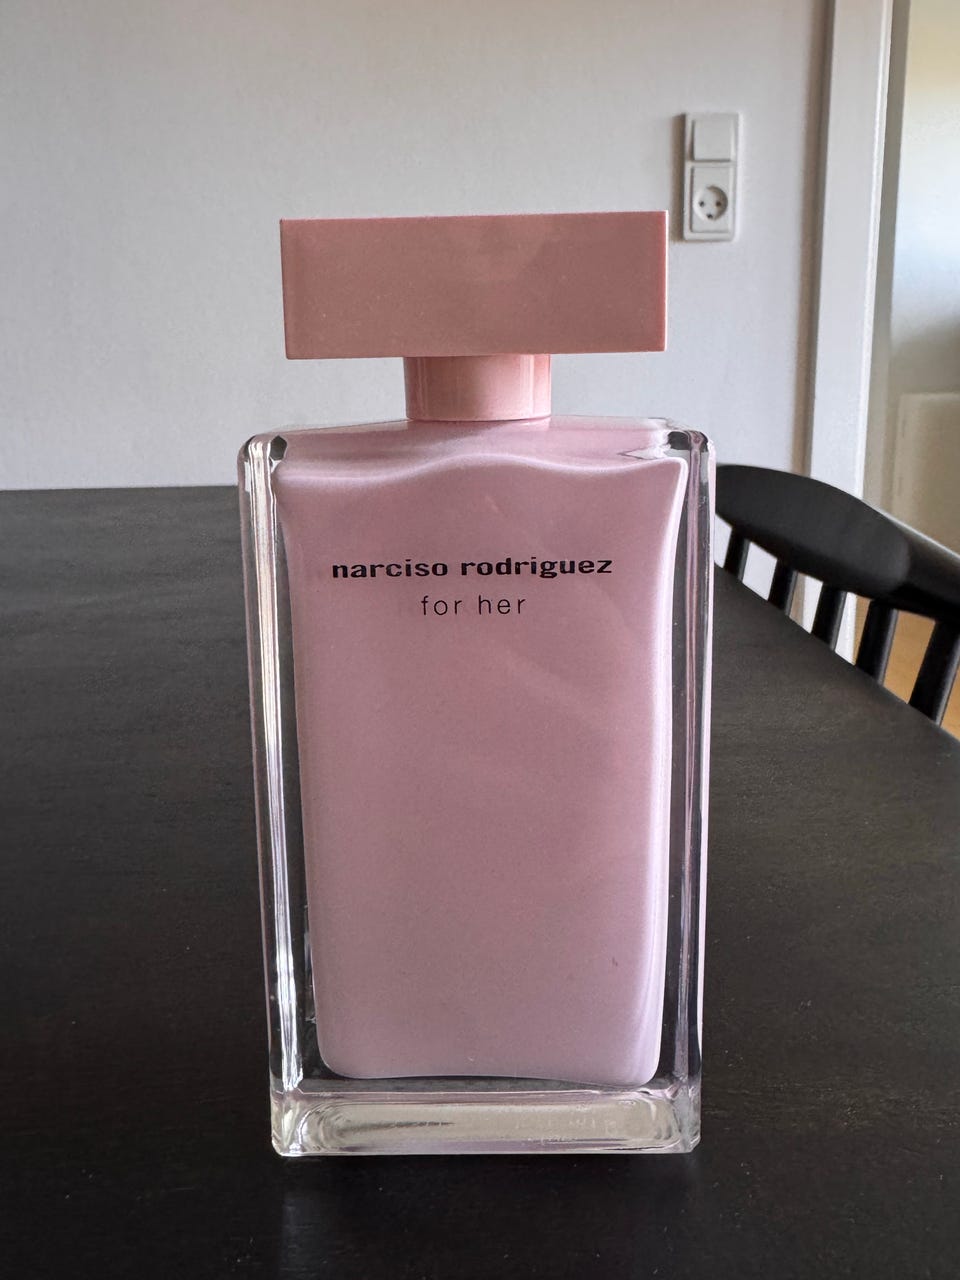 narciso rodriguez
for her